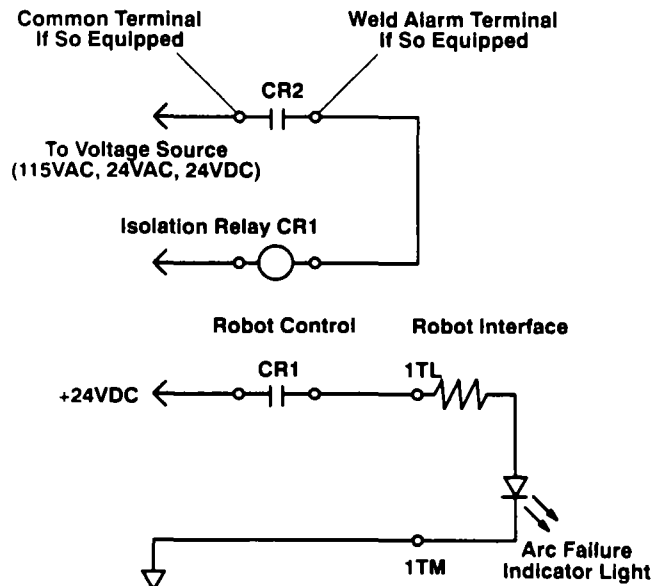 Common Terminal
If So Equipped
Weld Alarm Terminal
If So Equipped
CR2
To Voltage Source
(115VAC, 24VAC, 24VDC)
Isolation Relay CR1
Robot Control
Robot Interface
CR1
1TL
+24VDC
1TM
Arc Failure
Indicator Light